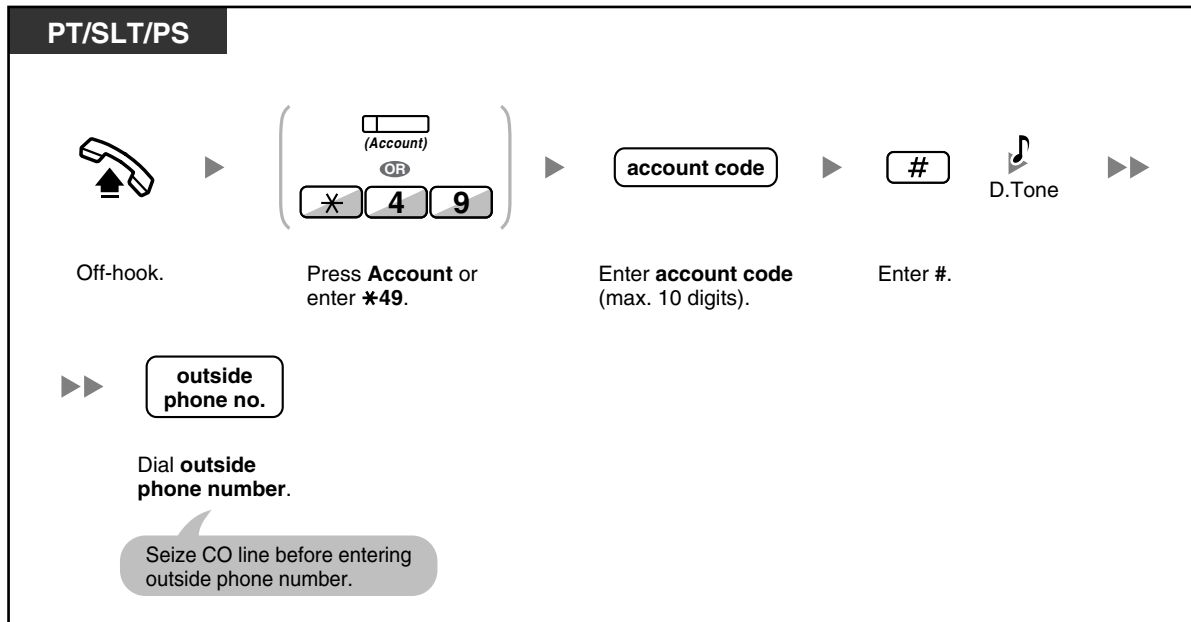 PT/SLT/PS
(Account)
OR
✱ 4 9
account code
#
D.Tone
Off-hook.
Press Account or
enter ✱49.
Enter account code
(max. 10 digits).
Enter #.
outside
phone no.
Dial outside
phone number.
Seize CO line before entering
outside phone number.